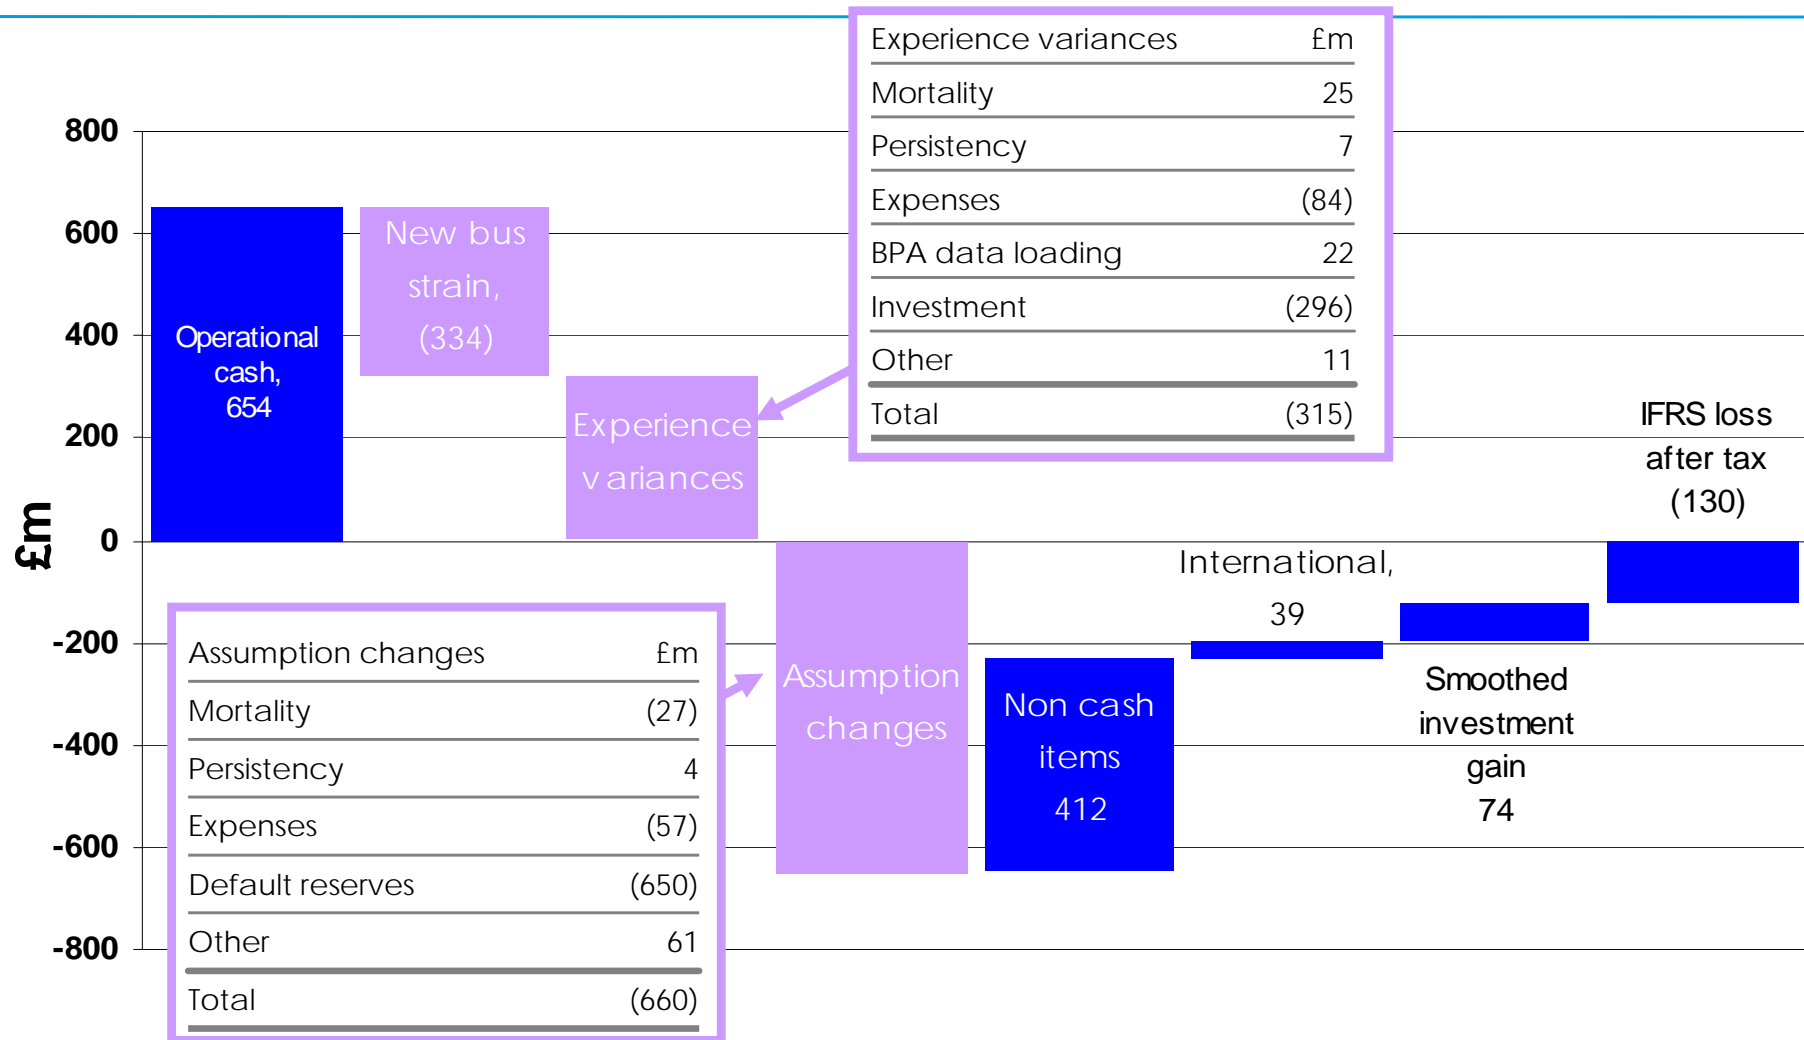 Experience variances £m
Mortality 25
Persistency 7
Expenses (84)
BPA data loading 22
Investment (296)
Other 11
Total (315)
800
600
400
200
0
-200
-400
-600
-800
£m
Operational
cash,
654
New bus
strain,
(334)
Experience
variances
Assumption
changes
Non cash
items
412
International,
39
Smoothed
investment
gain
74
IFRS loss
after tax
(130)
Assumption changes £m
Mortality (27)
Persistency 4
Expenses (57)
Default reserves (650)
Other 61
Total (660)